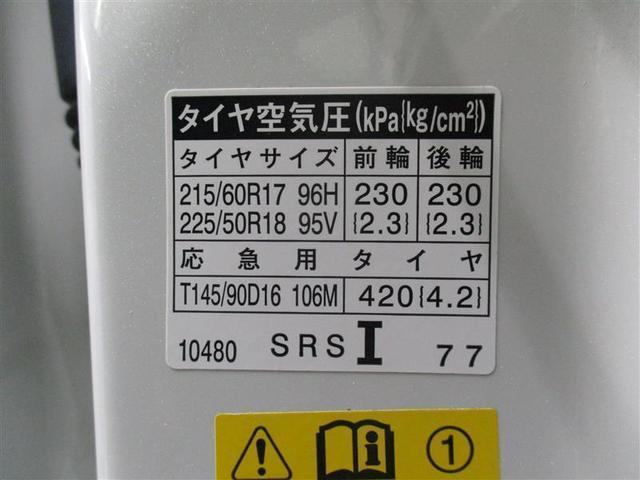 タイヤ空気圧(kPa{kg/cm²})
タイヤサイズ 前輪 後輪
215/60R17 96H 230 230
225/50R18 95V {2.3} {2.3}
応急用タイヤ
T145/90D16 106M 420{4.2}
10480 SRS I 77
i 1